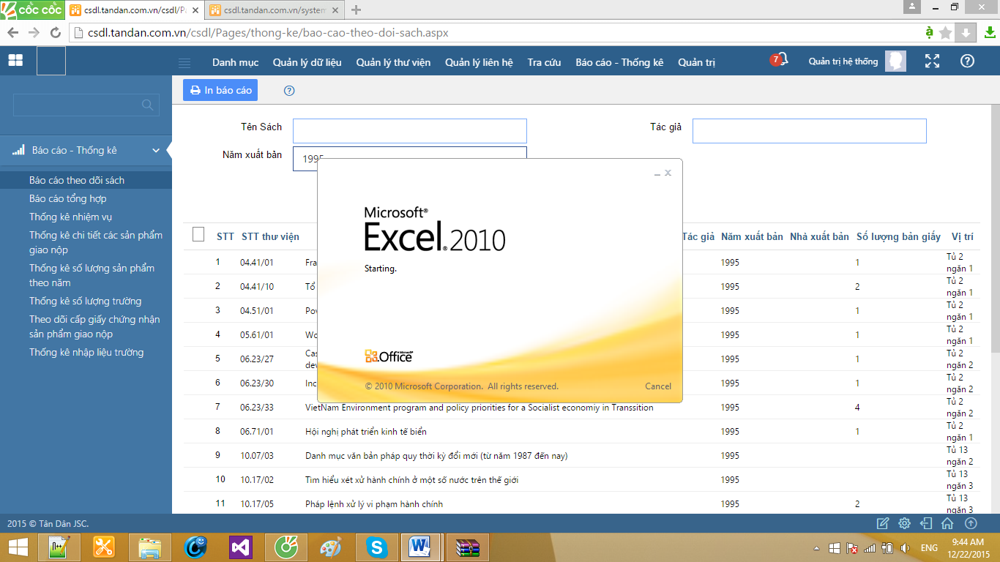 cốc cốc
csdl.tandan.com.vn/csdl/Pa
csdl.tandan.com.vn/system
csdl.tandan.com.vn/csdl/Pages/thong-ke/bao-cao-theo-doi-sach.aspx
Danh mục Quản lý dữ liệu Quản lý thư viện Quản lý liên hệ Tra cứu Báo cáo - Thống kê Quản trị
7
Quản trị hệ thống
In báo cáo
Báo cáo - Thống kê
Báo cáo theo dõi sách
Báo cáo tổng hợp
Thống kê nhiệm vụ
Thống kê chi tiết các sản phẩm
giao nộp
Thống kê số lượng sản phẩm
theo năm
Thống kê số lượng trường
Theo dõi cấp giấy chứng nhận
sản phẩm giao nộp
Thống kê nhập liệu trường
Tên Sách
Tác giả
Năm xuất bản
1995
Microsoft®
Excel® 2010
Starting.
Microsoft®
Office
© 2010 Microsoft Corporation. All rights reserved.
Cancel
STT STT thư viện Tác giả Năm xuất bản Nhà xuất bản Số lượng bản giấy Vị trí
1 04.41/01 Fra 1995 1 Tủ 2
ngăn 1
2 04.41/10 Tổ 1995 2 Tủ 2
ngăn 1
3 04.51/01 Pov 1995 1 Tủ 2
ngăn 1
4 05.61/01 Wo 1995 1 Tủ 2
ngăn 1
5 06.23/27 Cas
dev 1995 1 Tủ 2
ngăn 2
6 06.23/30 Inc 1995 1 Tủ 2
ngăn 2
7 06.23/33 VietNam Environment program and policy priorities for a Socialist economiy in Transsition 1995 4 Tủ 2
ngăn 2
8 06.71/01 Hội nghị phát triển kinh tế biển 1995 1 Tủ 2
ngăn 1
9 10.07/03 Danh mục văn bản pháp quy thời kỳ đổi mới (từ năm 1987 đến nay) 1995 Tủ 13
ngăn 2
10 10.17/02 Tìm hiểu xét xử hành chính ở một số nước trên thế giới 1995 Tủ 13
ngăn 3
11 10.17/05 Pháp lệnh xử lý vi phạm hành chính 1995 2 Tủ 13
ngăn 3
2015 © Tân Dân JSC.
ENG
9:44 AM
12/22/2015